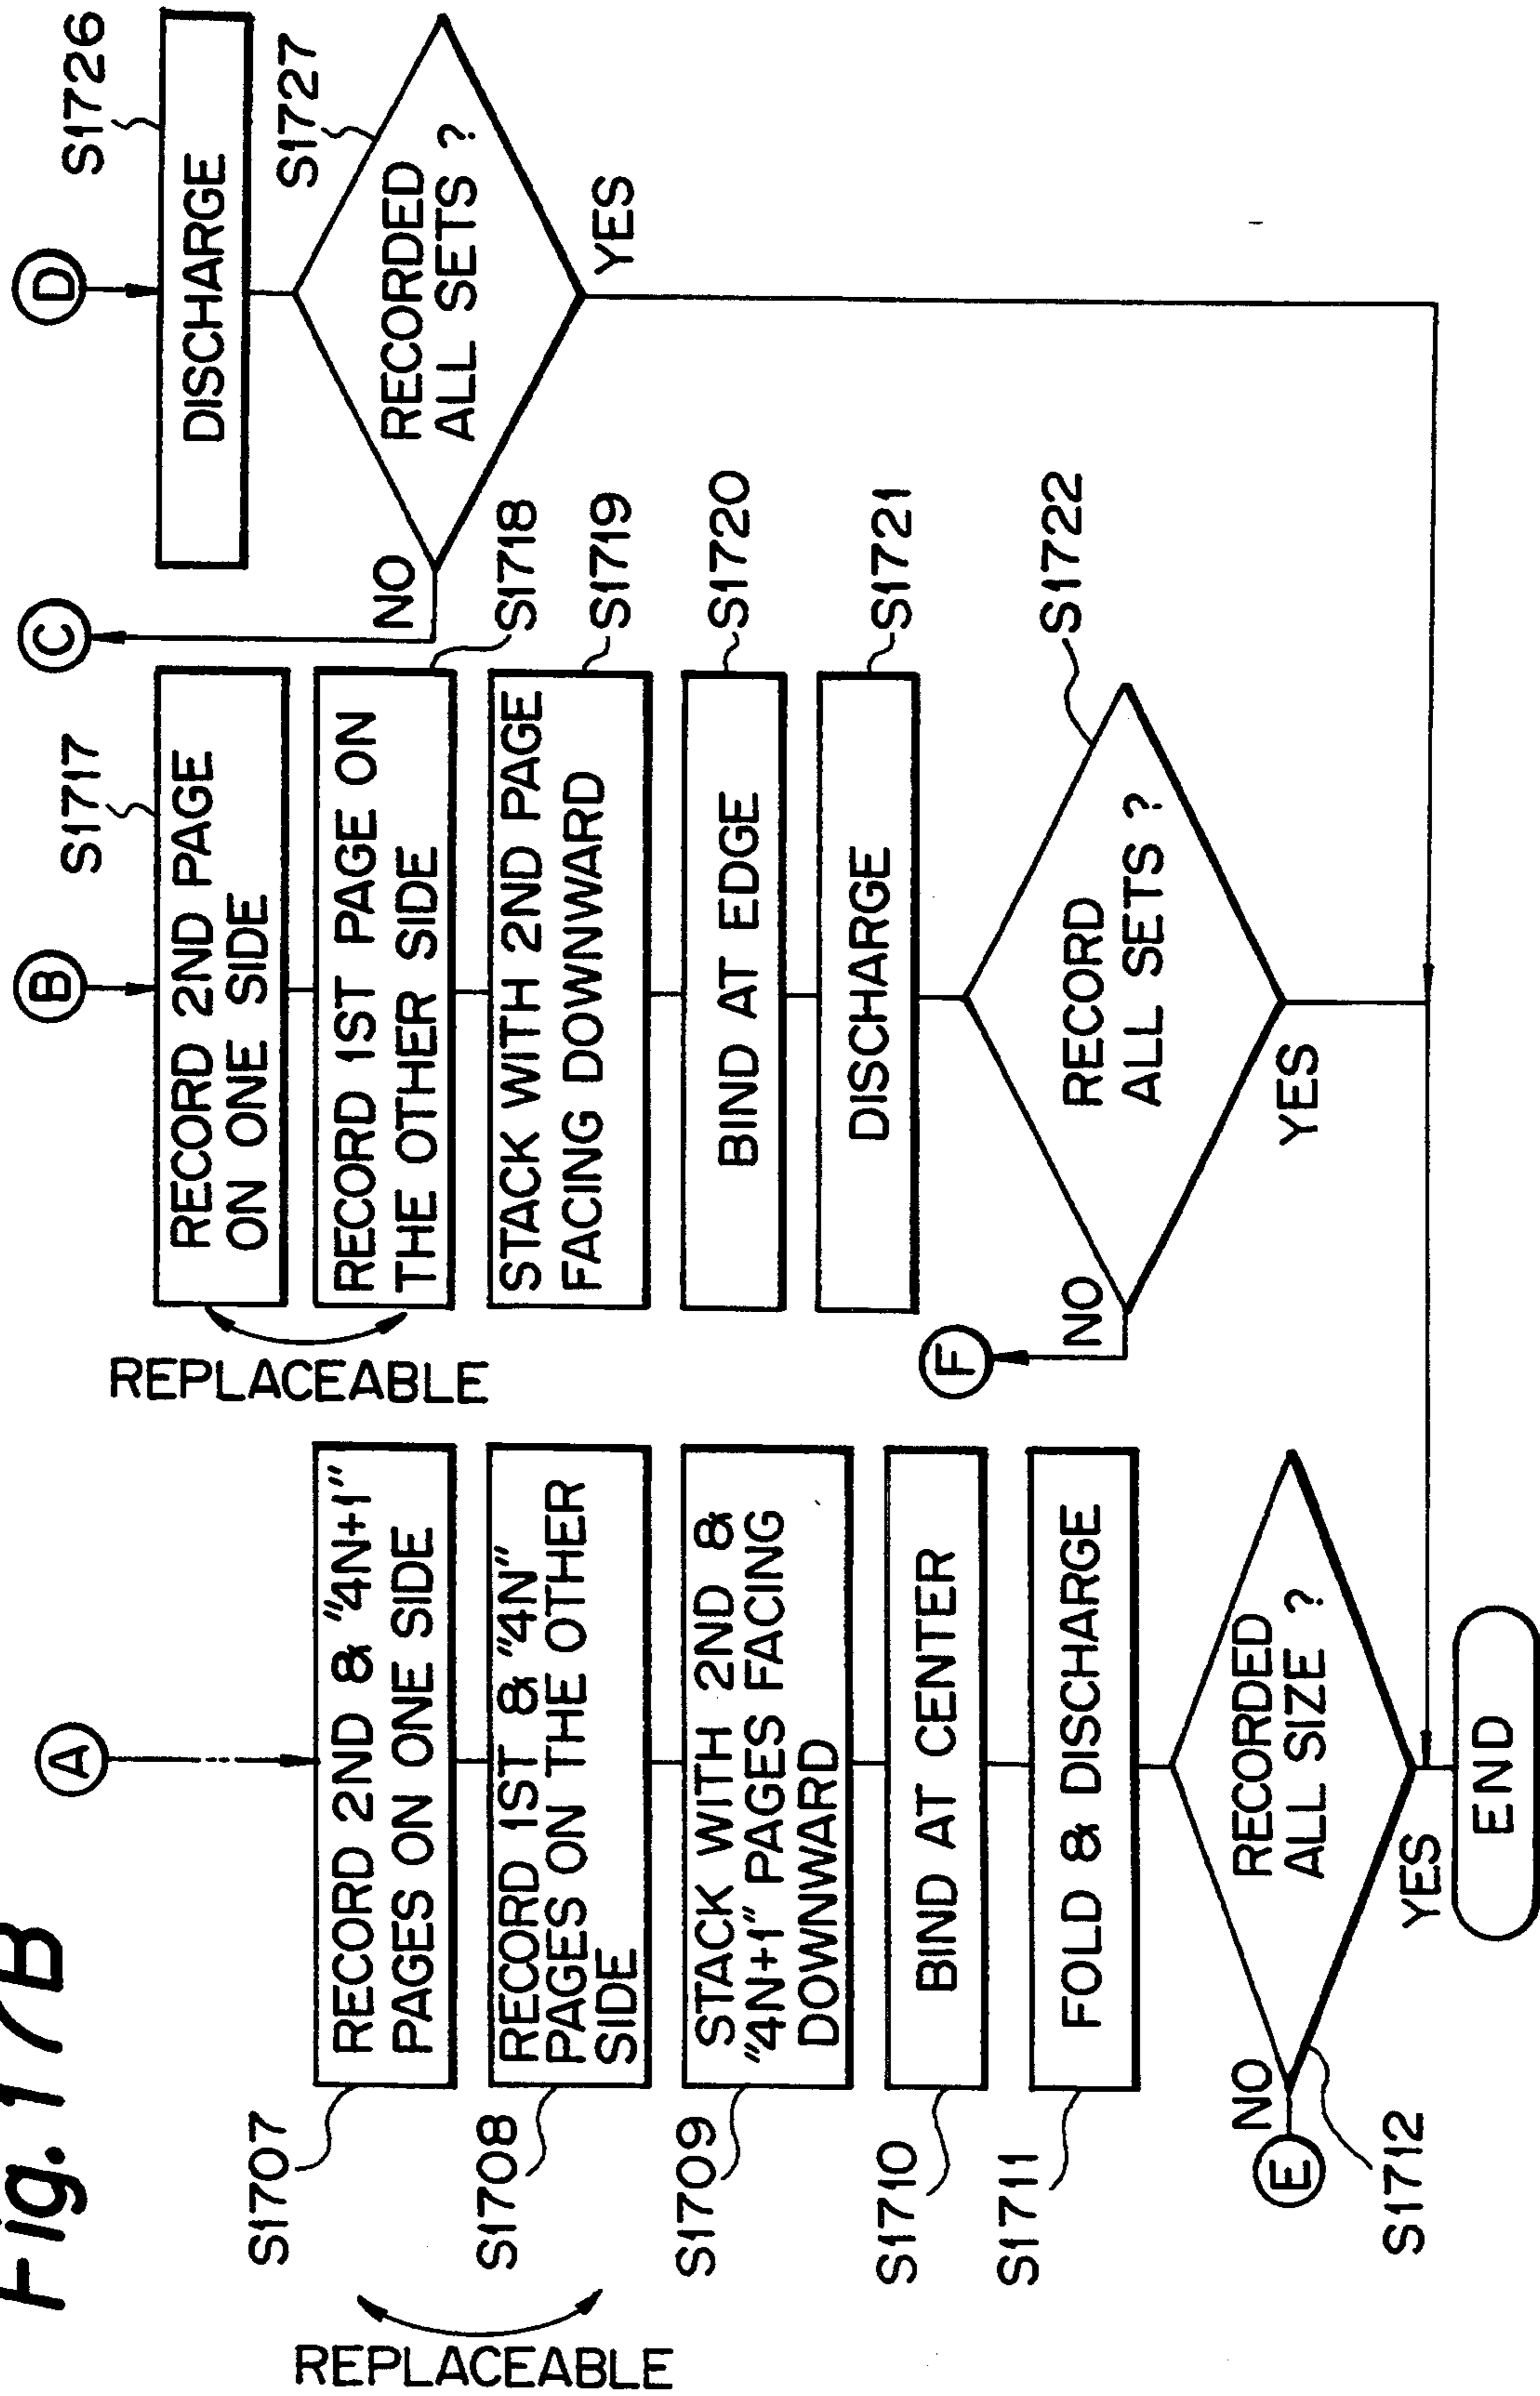 Fig. 17B
A
S1707
RECORD 2ND & "4N+1"
PAGES ON ONE SIDE
S1708
RECORD 1ST & "4N"
PAGES ON THE OTHER
SIDE
REPLACEABLE
S1709
STACK WITH 2ND &
"4N+1" PAGES FACING
DOWNWARD
S1710
BIND AT CENTER
S1711
FOLD & DISCHARGE
RECORDED
ALL SIZE ?
S1712
NO
E
YES
END
B
S1717
RECORD 2ND PAGE
ON ONE SIDE
S1718
RECORD 1ST PAGE ON
THE OTHER SIDE
REPLACEABLE
S1719
STACK WITH 2ND PAGE
FACING DOWNWARD
S1720
BIND AT EDGE
S1721
DISCHARGE
S1722
RECORD
ALL SETS ?
NO
F
YES
C
D
S1726
DISCHARGE
S1727
RECORDED
ALL SETS ?
NO
YES